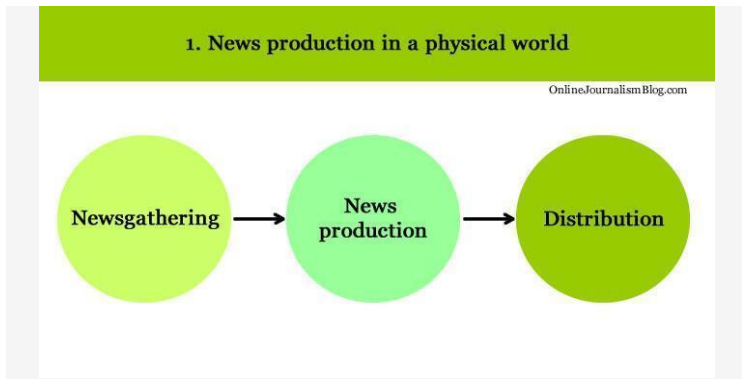 1. News production in a physical world
OnlineJournalismBlog.com
Newsgathering
News
production
Distribution